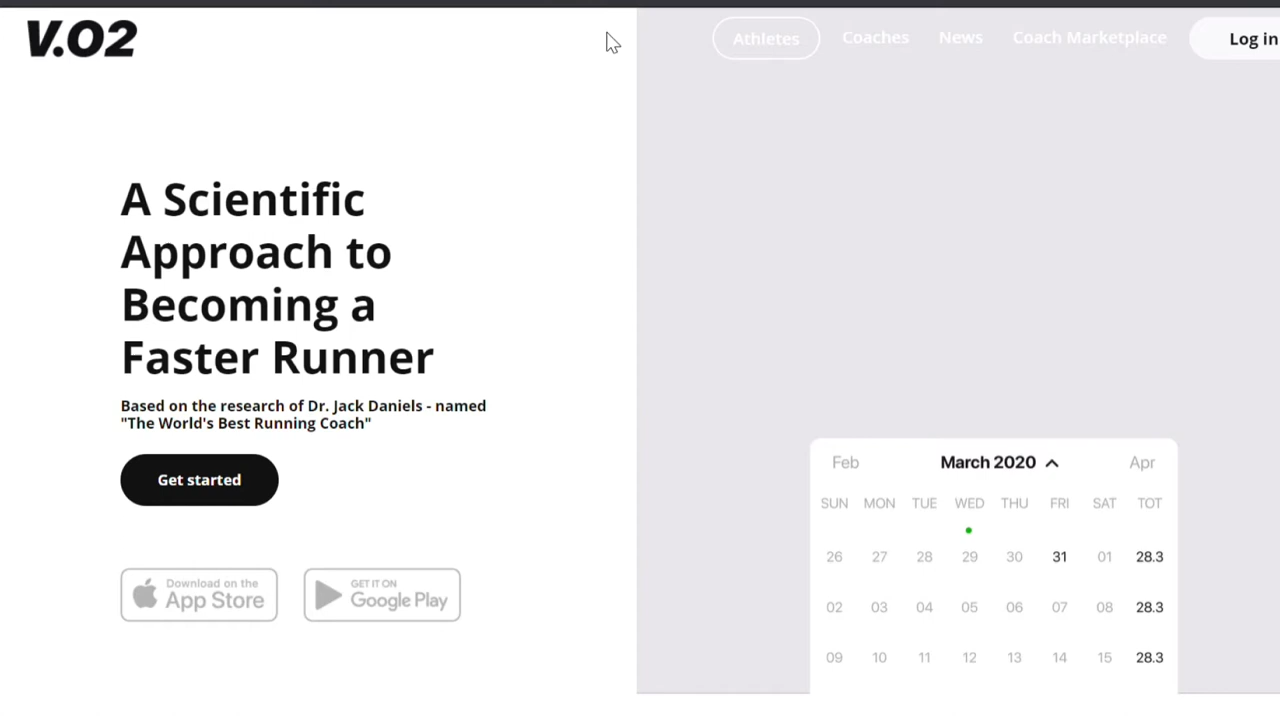 V.O2
Athletes Coaches News Coach Marketplace Log in
A Scientific
Approach to
Becoming a
Faster Runner
Based on the research of Dr. Jack Daniels - named
"The World's Best Running Coach"
Get started
Download on the
App Store
GET IT ON
Google Play
Feb March 2020 Apr
SUN MON TUE WED THU FRI SAT TOT
26 27 28 29 30 31 01 28.3
02 03 04 05 06 07 08 28.3
09 10 11 12 13 14 15 28.3